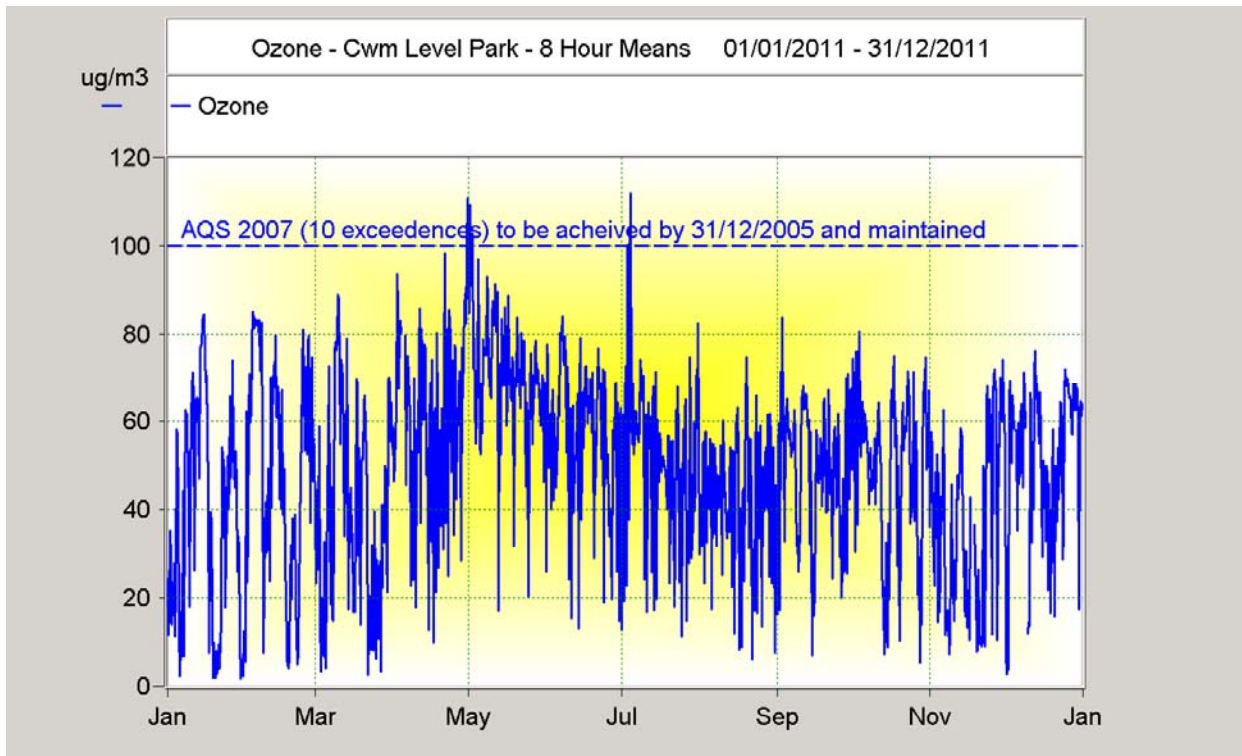 Ozone - Cwm Level Park - 8 Hour Means 01/01/2011 - 31/12/2011
ug/m3
Ozone
120
AQS 2007 (10 exceedences) to be acheived by 31/12/2005 and maintained
100
80
60
40
20
0
Jan Mar May Jul Sep Nov Jan